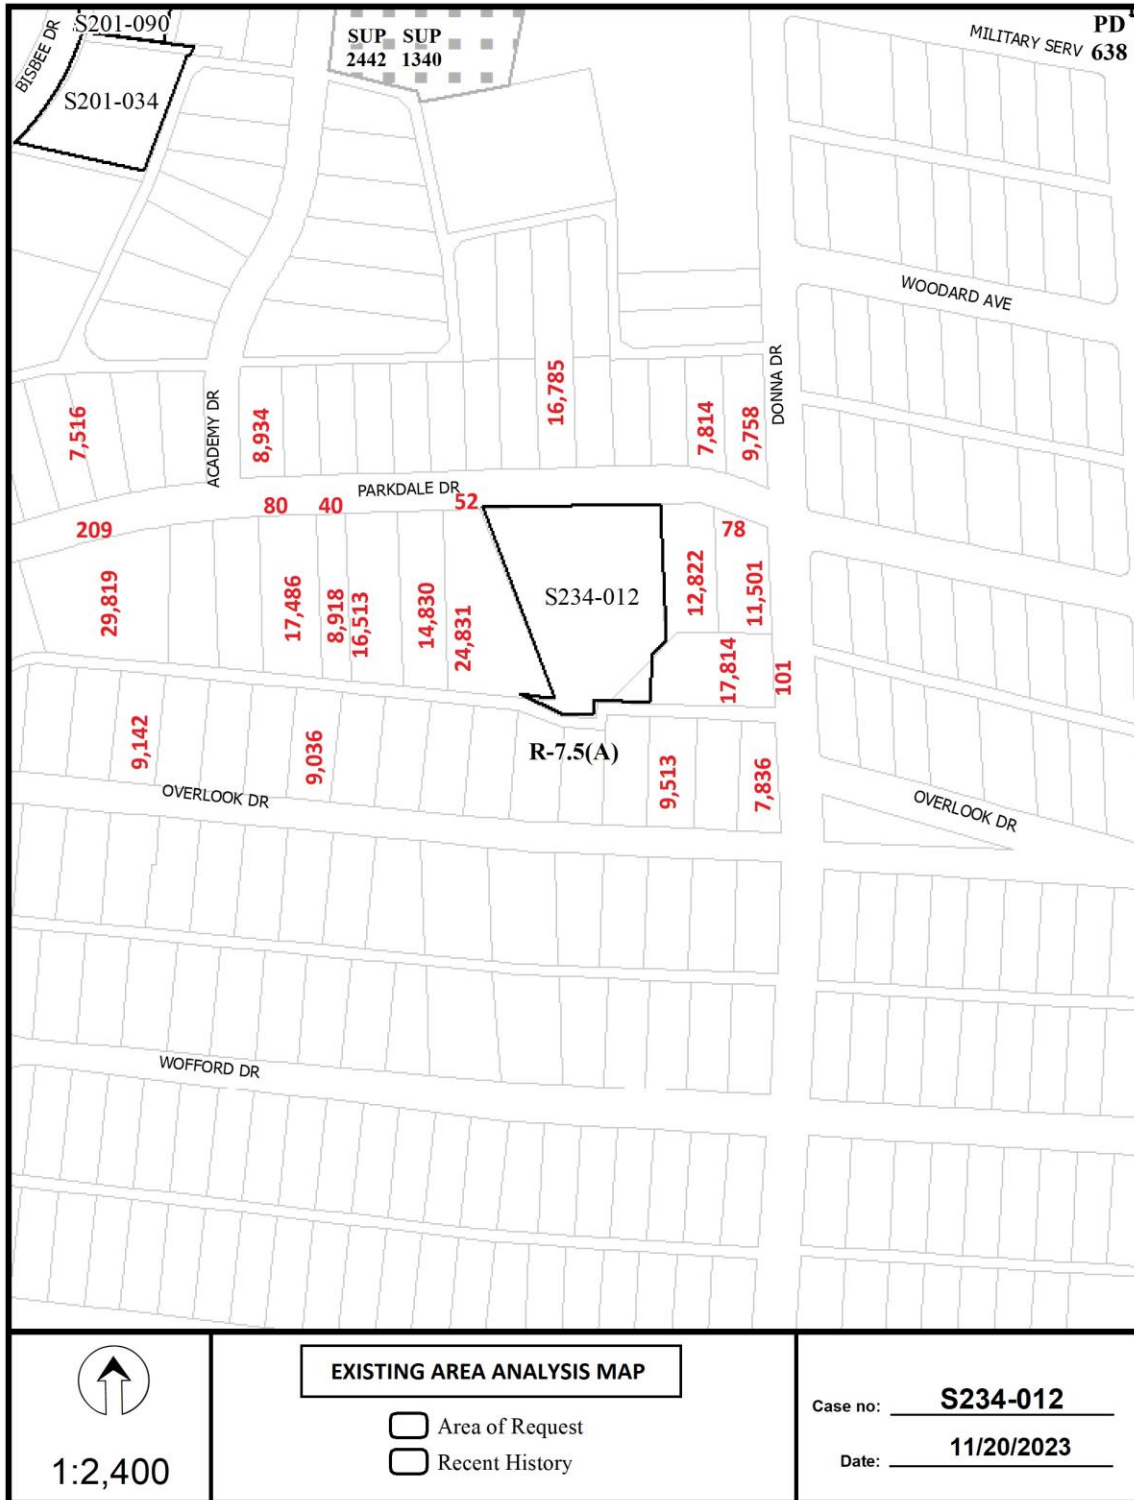 BISBEE DR
S201-090
S201-034
SUP SUP
2442 1340
MILITARY SERV
PD
638
WOODARD AVE
DONNA DR
ACADEMY DR
7,516
8,934
16,785
7,814
9,758
PARKDALE DR
209
80
40
52
78
29,819
17,486
8,918
16,513
14,830
24,831
S234-012
12,822
11,501
17,814
101
R-7.5(A)
9,142
9,036
9,513
7,836
OVERLOOK DR
OVERLOOK DR
WOFFORD DR
1:2,400
EXISTING AREA ANALYSIS MAP
Area of Request
Recent History
Case no: S234-012
Date: 11/20/2023